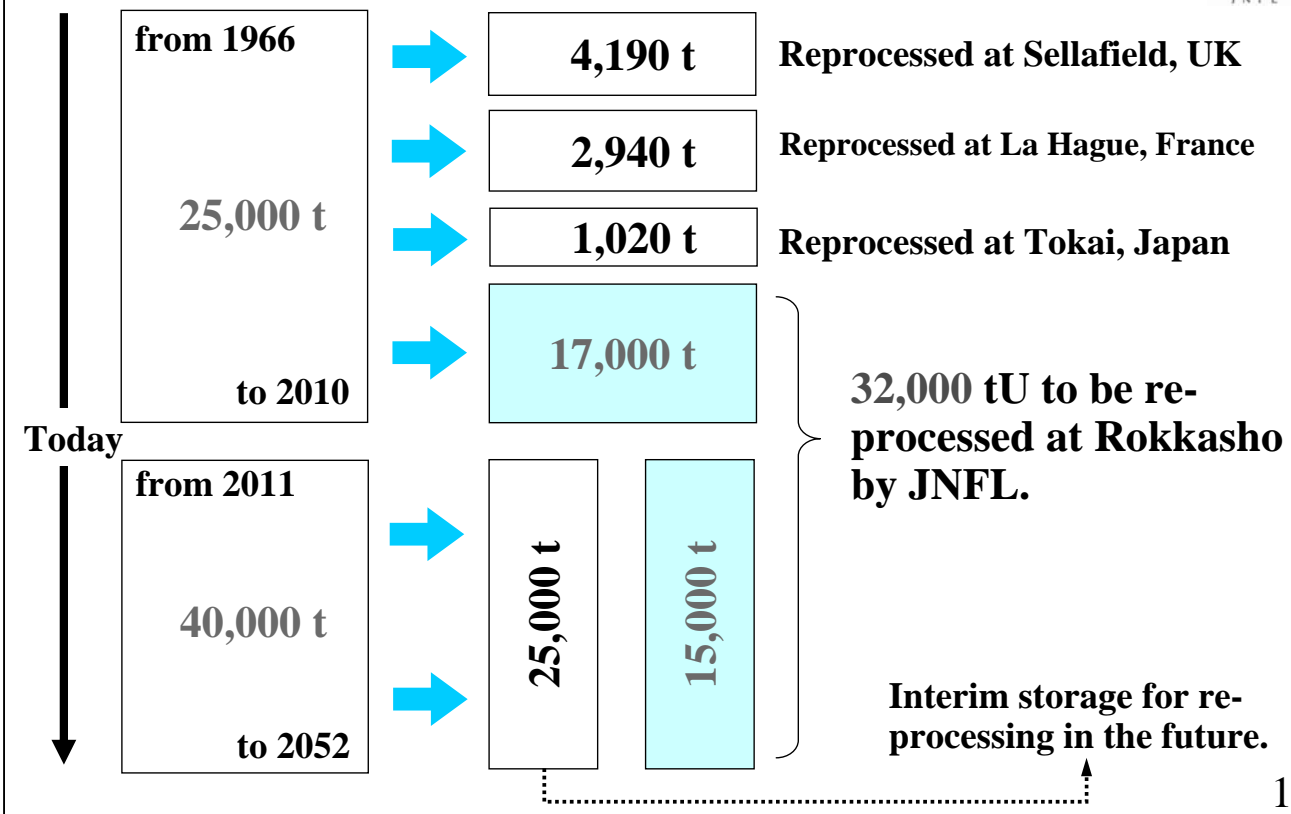 J N F L
from 1966
25,000 t
to 2010
4,190 t
Reprocessed at Sellafield, UK
2,940 t
Reprocessed at La Hague, France
1,020 t
Reprocessed at Tokai, Japan
17,000 t
32,000 tU to be re-
processed at Rokkasho
by JNFL.
Today
from 2011
40,000 t
to 2052
25,000 t
15,000 t
Interim storage for re-
processing in the future.
1